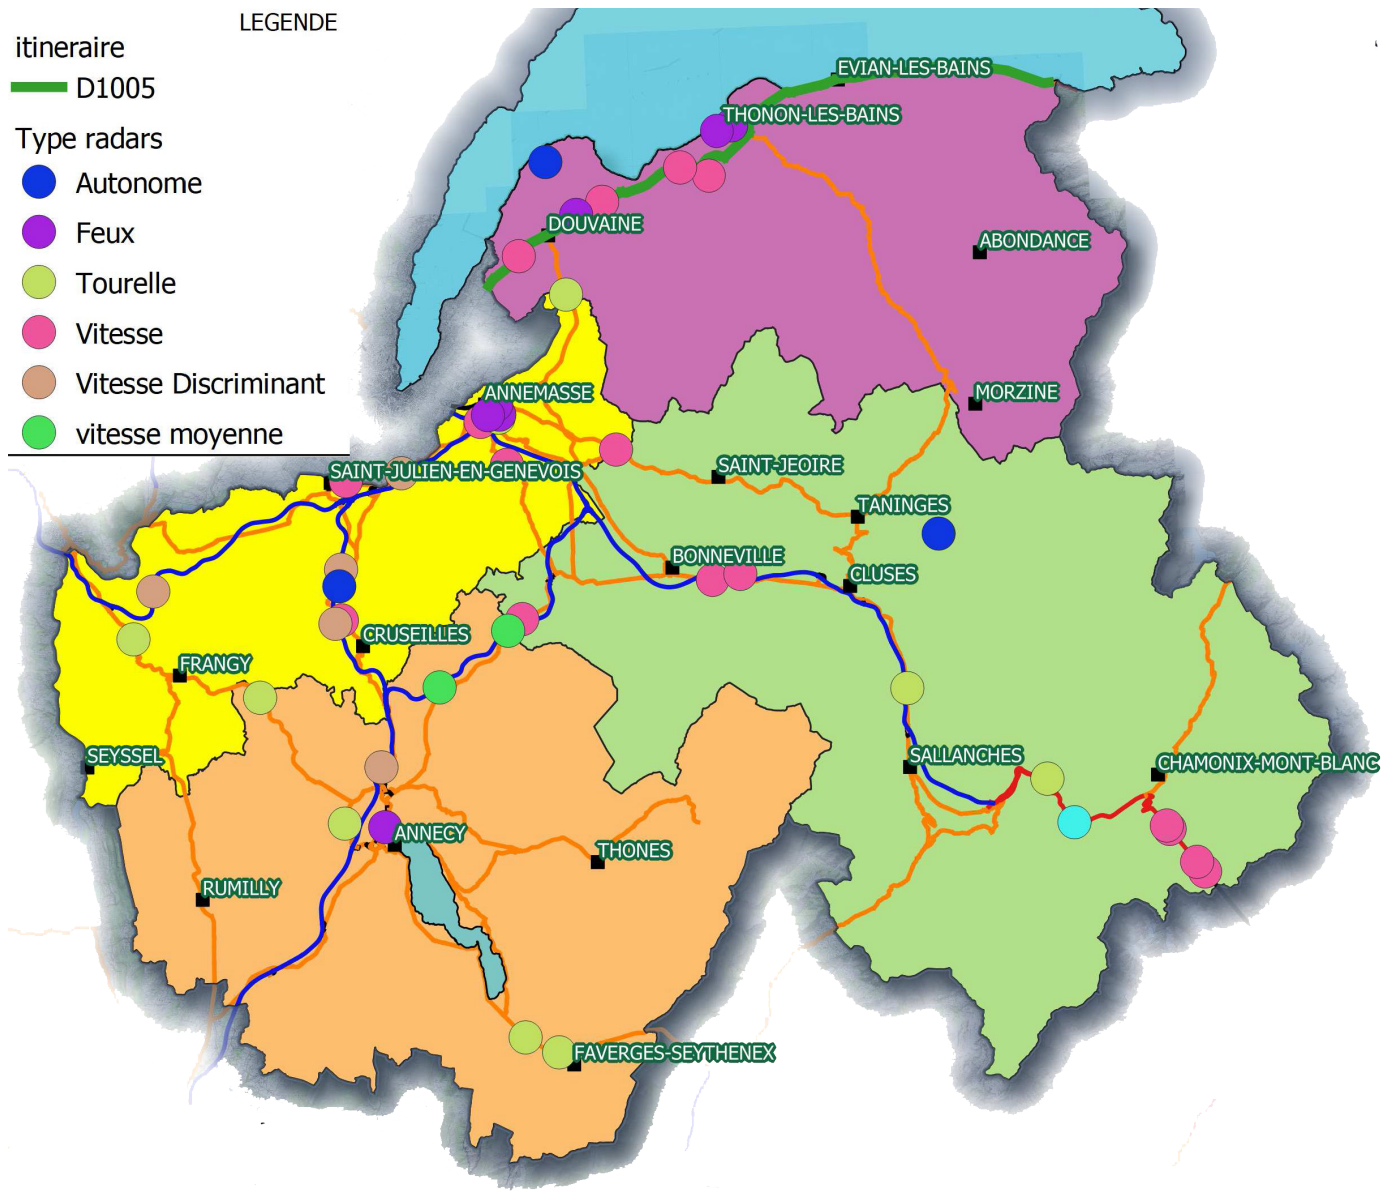 LEGENDE
itineraire
D1005
Type radars
Autonome
Feux
Tourelle
Vitesse
Vitesse Discriminant
vitesse moyenne
EVIAN-LES-BAINS
THONON-LES-BAINS
DOUVAINE
ABONDANCE
ANNEMASSE
MORZINE
SAINT-JULIEN-EN-GENEVOIS
SAINT-JEOIRE
TANINGES
BONNEVILLE
CLUSES
CRUSEILLES
FRANGY
SEYSSEL
SALLANCHES
CHAMONIX-MONT-BLANC
ANNECY
THONES
RUMILLY
FAVERGES-SEYTHENEX